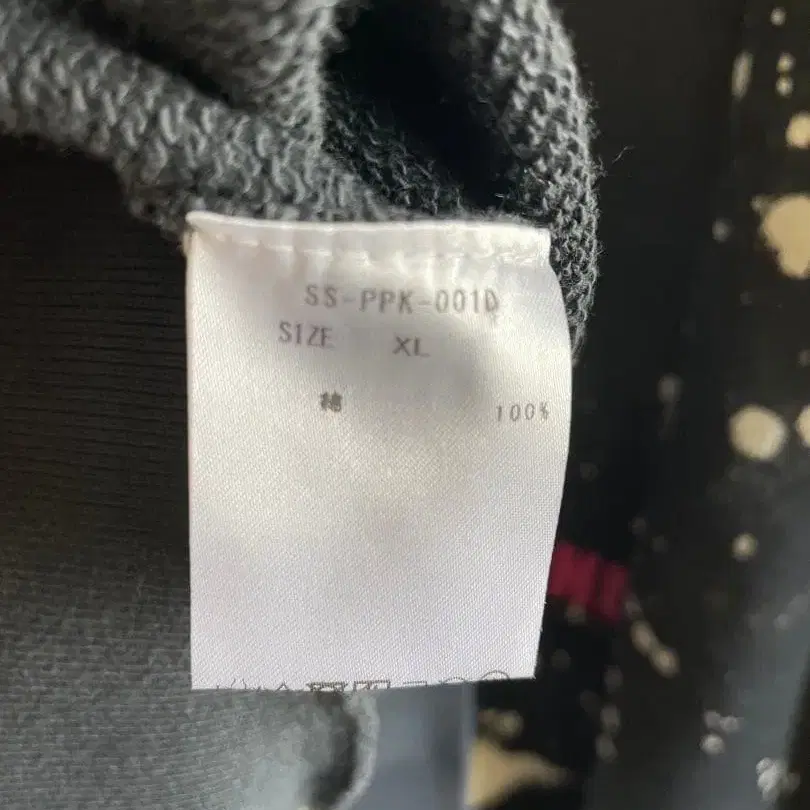 SS-PPK-001D
SIZE XL
綿 100%